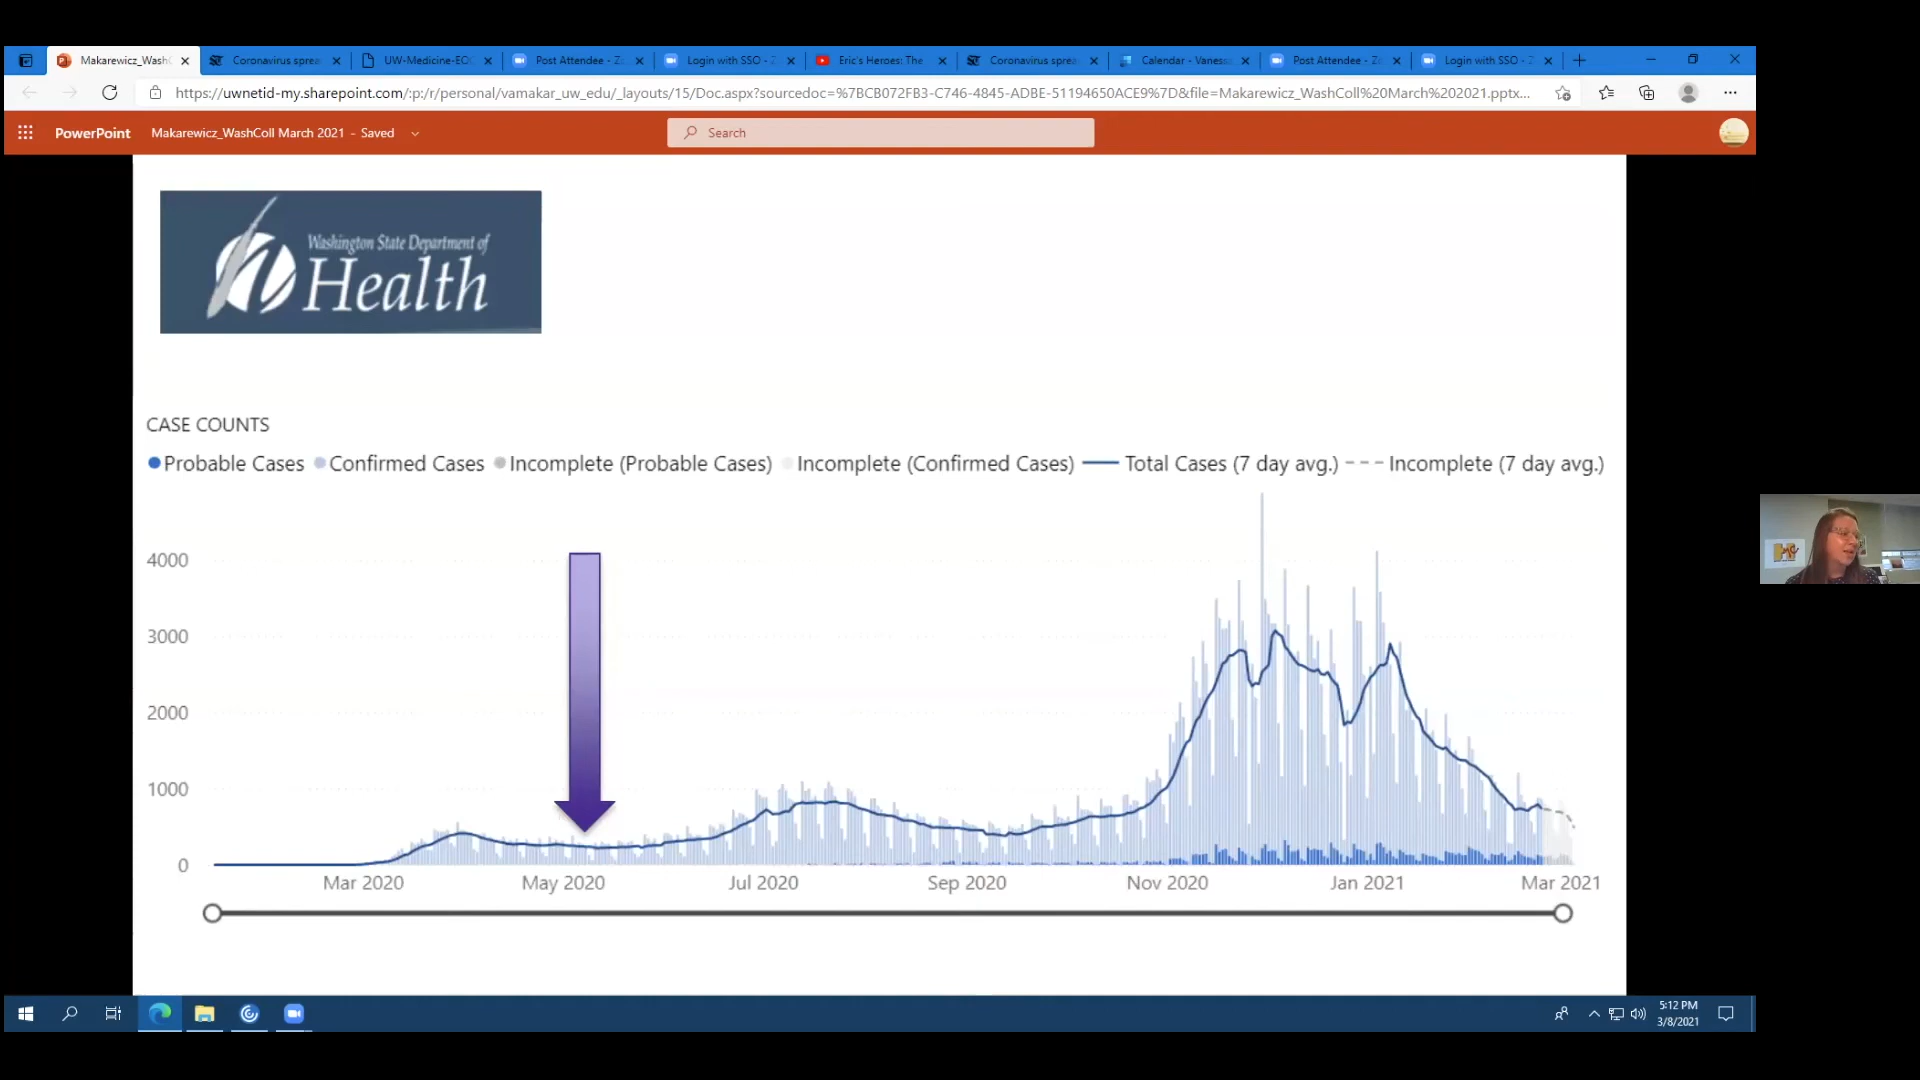 Makarewicz_WashC
Coronavirus sprea
UW-Medicine-EOC
Post Attendee - Zo
Login with SSO - Z
Eric's Heroes: The
Coronavirus sprea
Calendar - Vaness
Post Attendee - Zo
Login with SSO - Z
https://uwnetid-my.sharepoint.com/:p:/r/personal/vamakar_uw_edu/_layouts/15/Doc.aspx?sourcedoc=%7BCB072FB3-C746-4845-ADBE-51194650ACE9%7D&file=Makarewicz_WashColl%20March%202021.pptx...
PowerPoint Makarewicz_WashColl March 2021 - Saved
Search
Washington State Department of
Health
CASE COUNTS
Probable Cases Confirmed Cases Incomplete (Probable Cases) Incomplete (Confirmed Cases) Total Cases (7 day avg.) Incomplete (7 day avg.)
4000
3000
2000
1000
0
Mar 2020 May 2020 Jul 2020 Sep 2020 Nov 2020 Jan 2021 Mar 2021
5:12 PM
3/8/2021